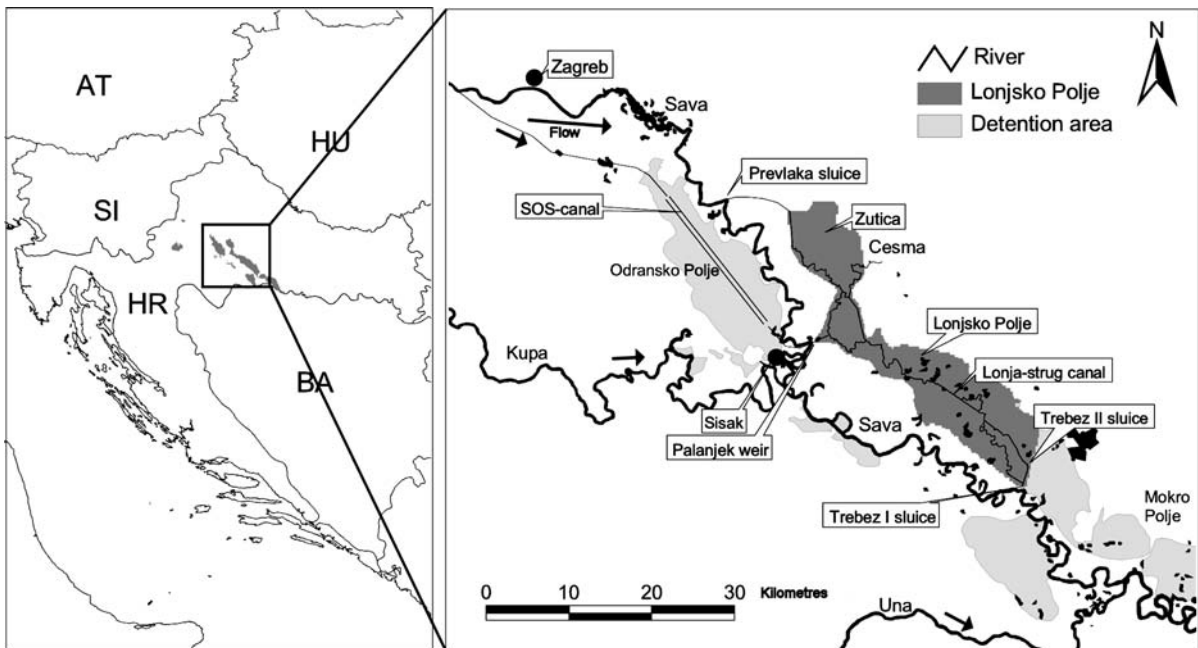 AT
HU
SI
HR
BA
N
River
Lonjsko Polje
Detention area
Zagreb
Sava
Flow
Prevlaka sluice
SOS-canal
Zutica
Cesma
Odransko Polje
Lonjsko Polje
Kupa
Lonja-strug canal
Sisak
Sava
Trebez II sluice
Palanjek weir
Trebez I sluice
Mokro
Polje
0 10 20 30 Kilometres
Una